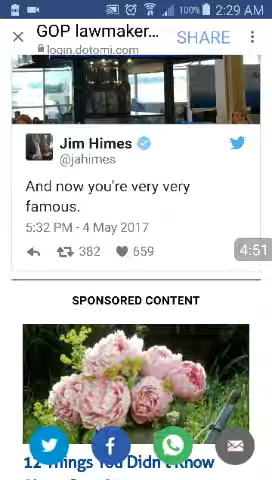 100% 2:29 AM
GOP lawmaker...
SHARE
login.dotomi.com
Jim Himes
@jahimes
And now you're very very
famous.
5:32 PM - 4 May 2017
382 659
4:51
SPONSORED CONTENT
12 Things You Didn't Know